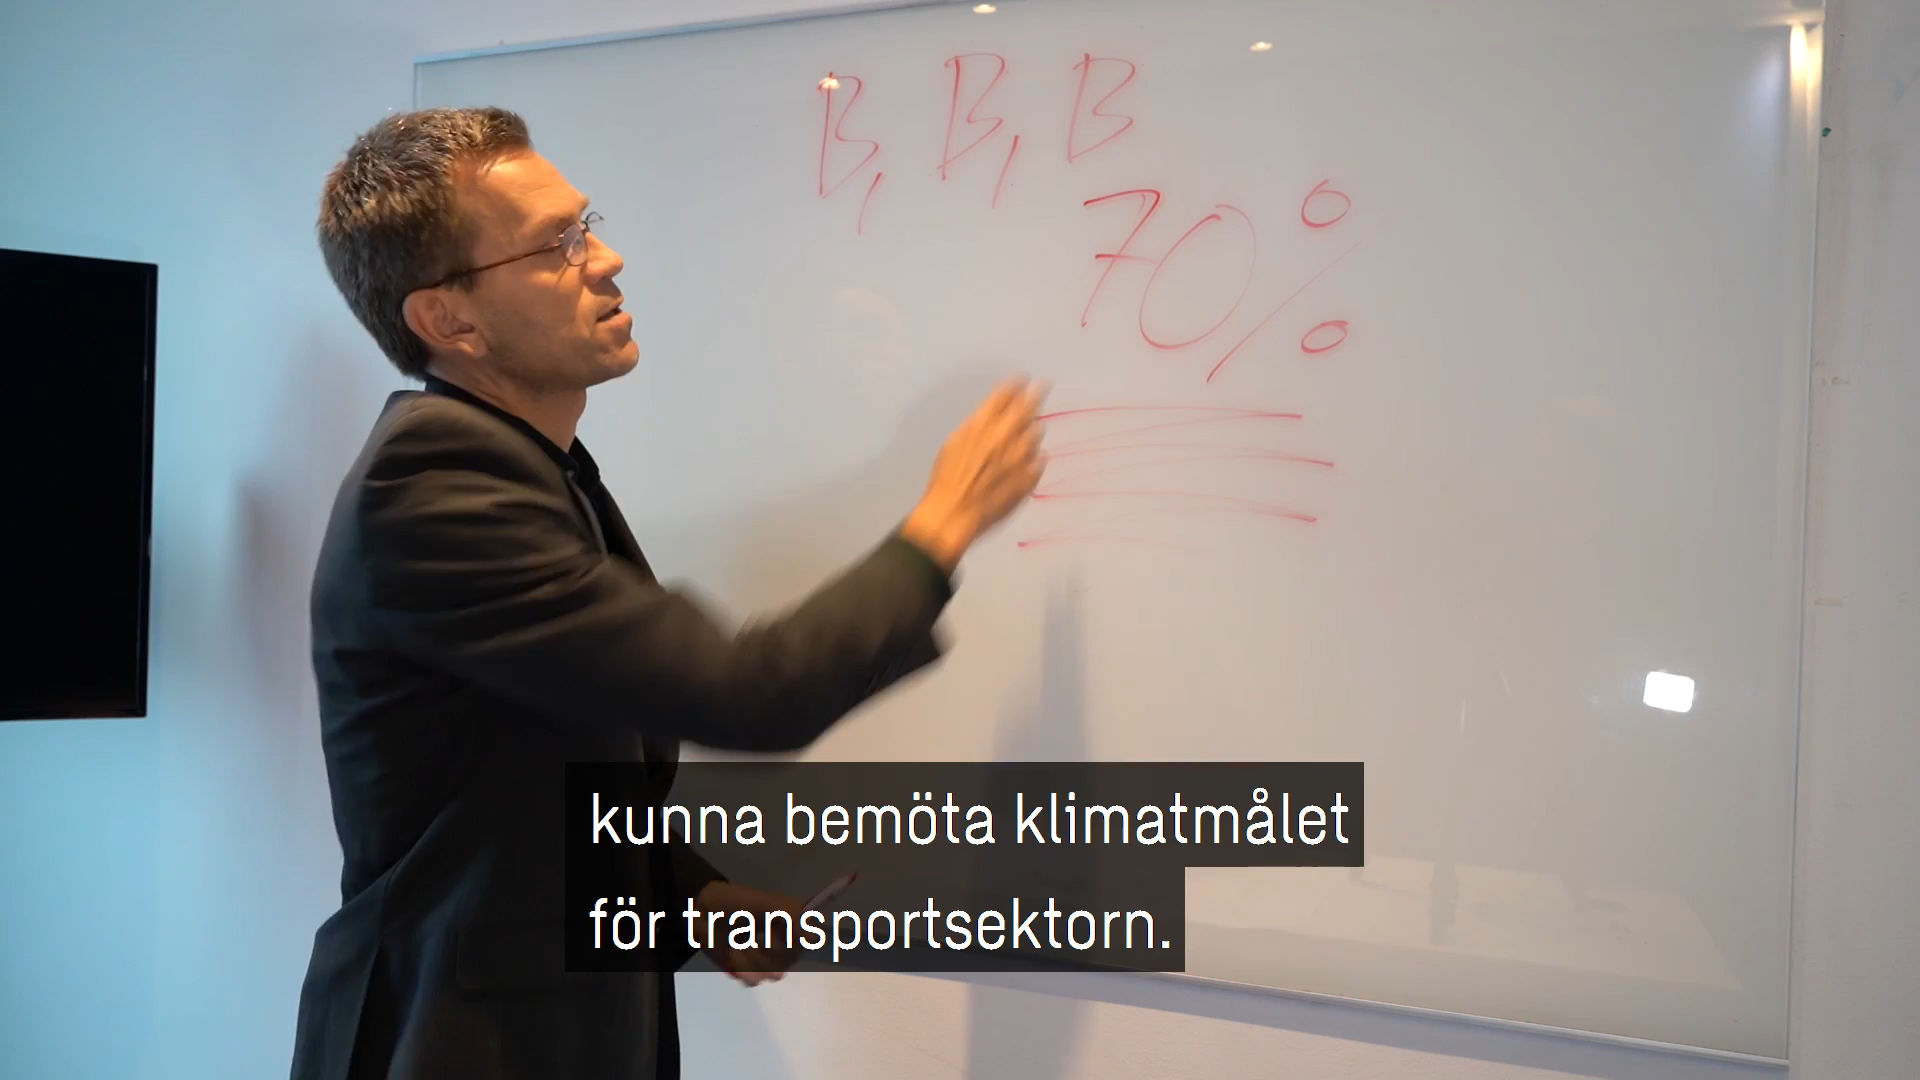 B, B, B
70%
kunna bemöta klimatmålet
för transportsektorn.